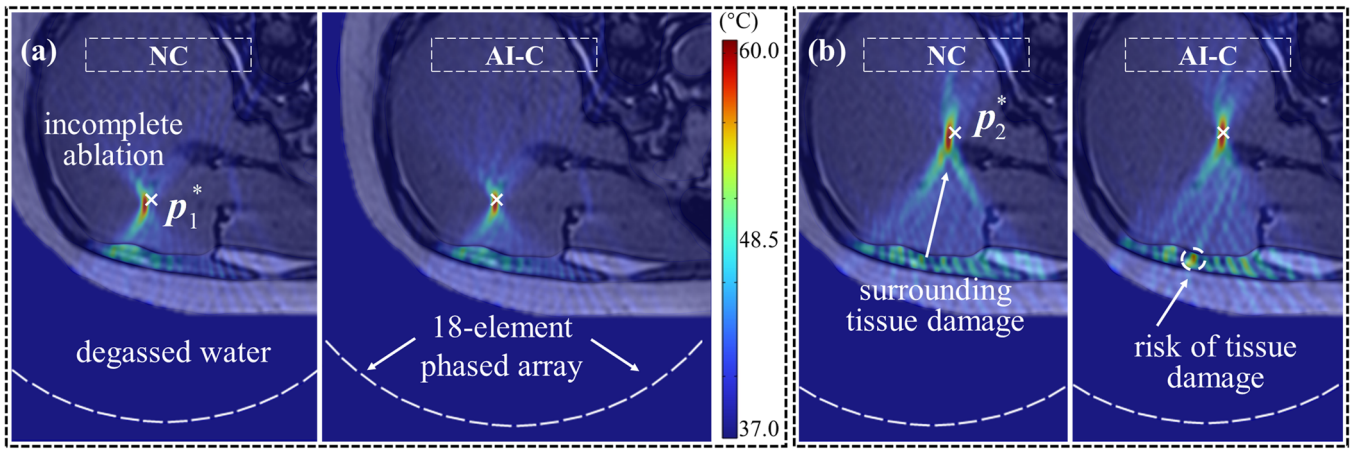 (a)
NC
AI-C
incomplete
ablation
p1*
degassed water
18-element
phased array
(°C)
60.0
48.5
37.0
(b)
NC
AI-C
p2*
surrounding
tissue damage
risk of tissue
damage